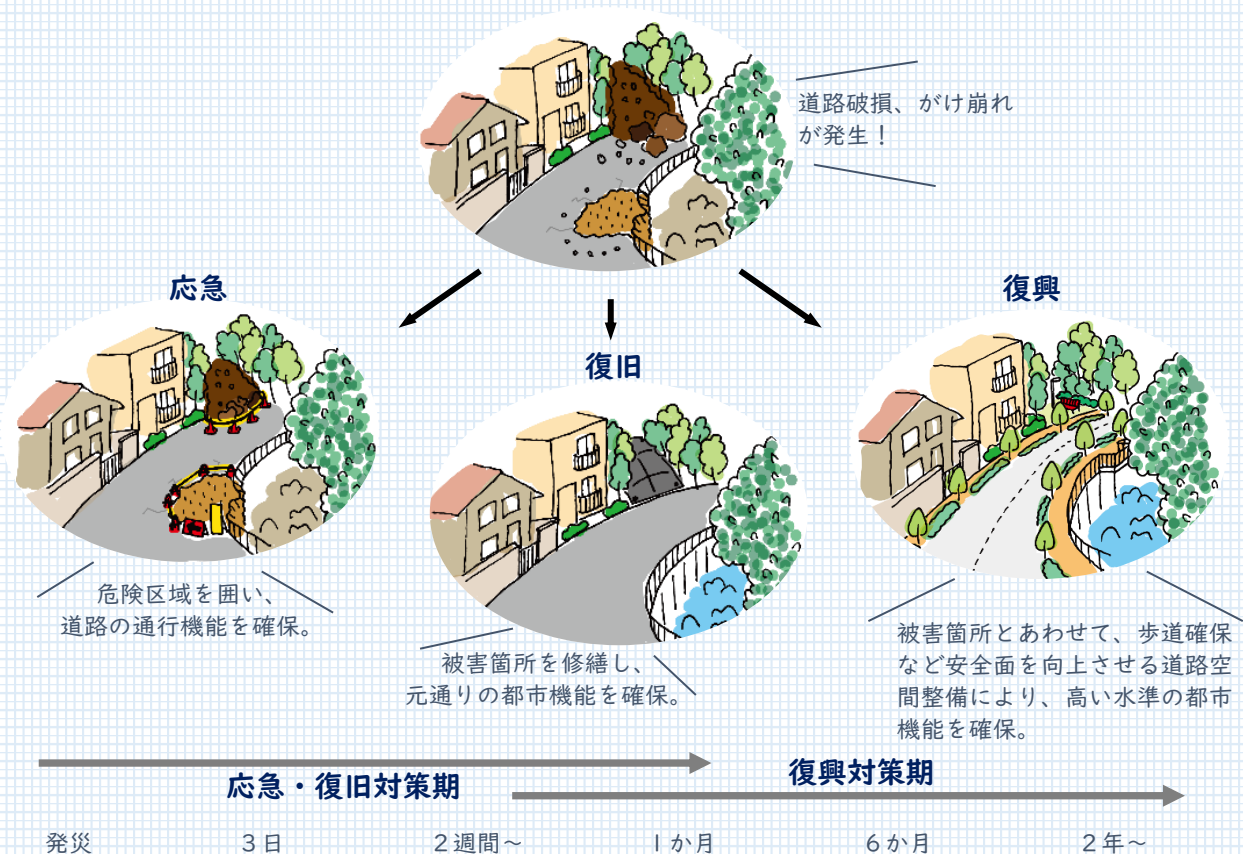 道路破損、がけ崩れ
が発生！
応急
復興
復旧
危険区域を囲い、
道路の通行機能を確保。
被害箇所を修繕し、
元通りの都市機能を確保。
被害箇所とあわせて、歩道確保
など安全面を向上させる道路空
間整備により、高い水準の都市
機能を確保。
応急・復旧対策期
復興対策期
発災
3日
2週間～
1か月
6か月
2年～